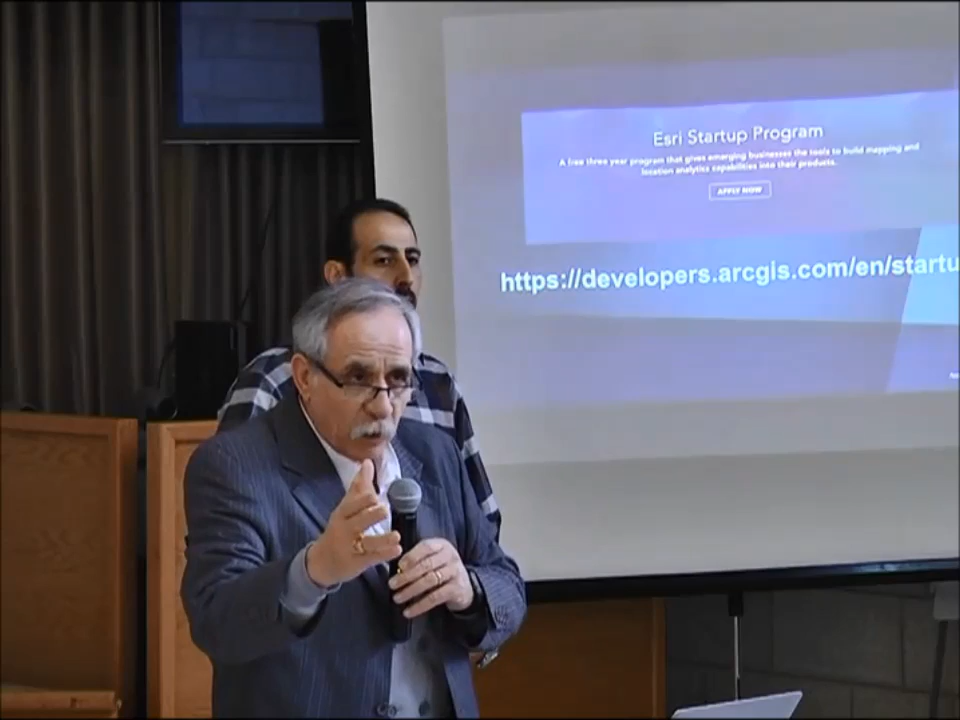 Esri Startup Program
A free three year program that gives emerging businesses the tools to build mapping and
location analytics capabilities into their products.
APPLY NOW
https://developers.arcgis.com/en/startu